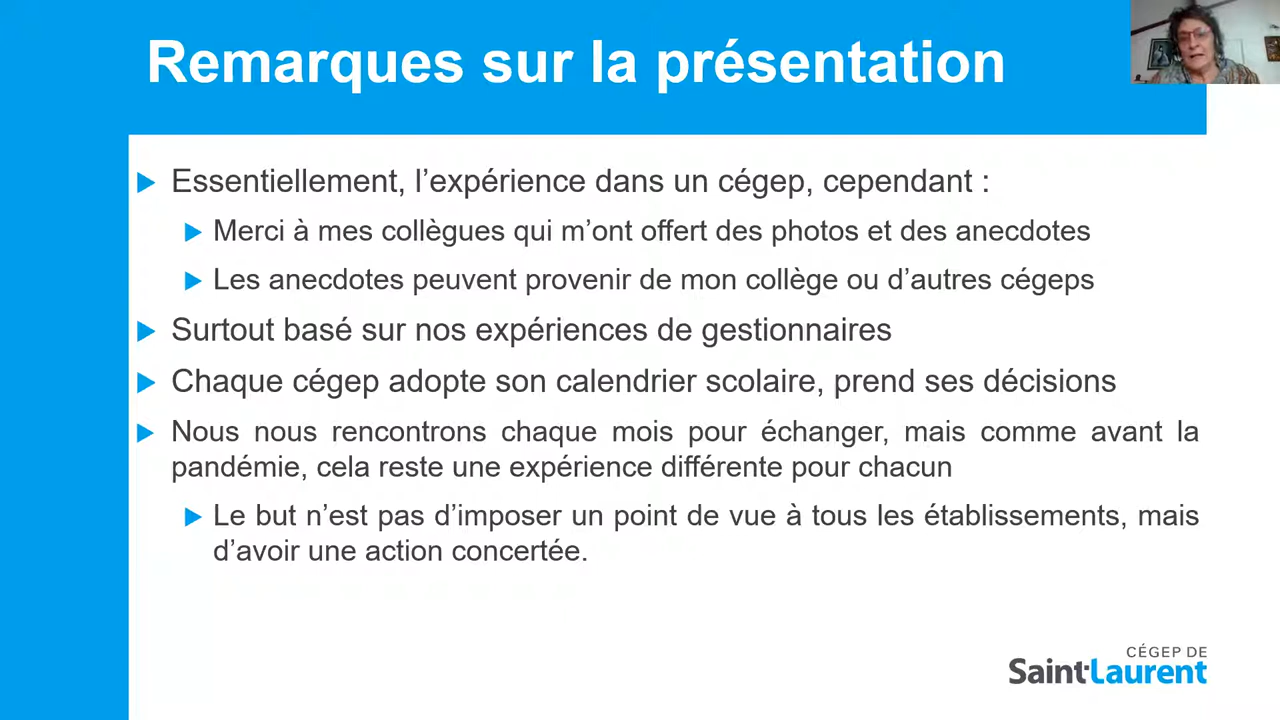 Remarques sur la présentation
Essentiellement, l’expérience dans un cégep, cependant :
Merci à mes collègues qui m’ont offert des photos et des anecdotes
Les anecdotes peuvent provenir de mon collège ou d’autres cégeps
Surtout basé sur nos expériences de gestionnaires
Chaque cégep adopte son calendrier scolaire, prend ses décisions
Nous nous rencontrons chaque mois pour échanger, mais comme avant la
pandémie, cela reste une expérience différente pour chacun
Le but n’est pas d’imposer un point de vue à tous les établissements, mais
d’avoir une action concertée.
CÉGEP DE
Saint-Laurent